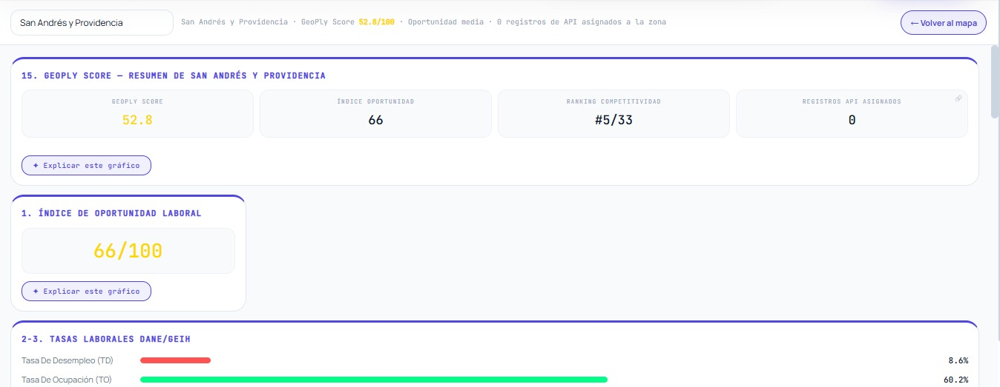 San Andrés y Providencia
San Andrés y Providencia · GeoPly Score 52.8/100 · Oportunidad media · 0 registros de API asignados a la zona
← Volver al mapa
15. GEOPLY SCORE — RESUMEN DE SAN ANDRÉS Y PROVIDENCIA
GEOPLY SCORE
52.8
ÍNDICE OPORTUNIDAD
66
RANKING COMPETITIVIDAD
#5/33
REGISTROS API ASIGNADOS
0
✦ Explicar este gráfico
1. ÍNDICE DE OPORTUNIDAD LABORAL
66/100
✦ Explicar este gráfico
2-3. TASAS LABORALES DANE/GEIH
Tasa De Desempleo (TD) 8.6%
Tasa De Ocupación (TO) 60.2%